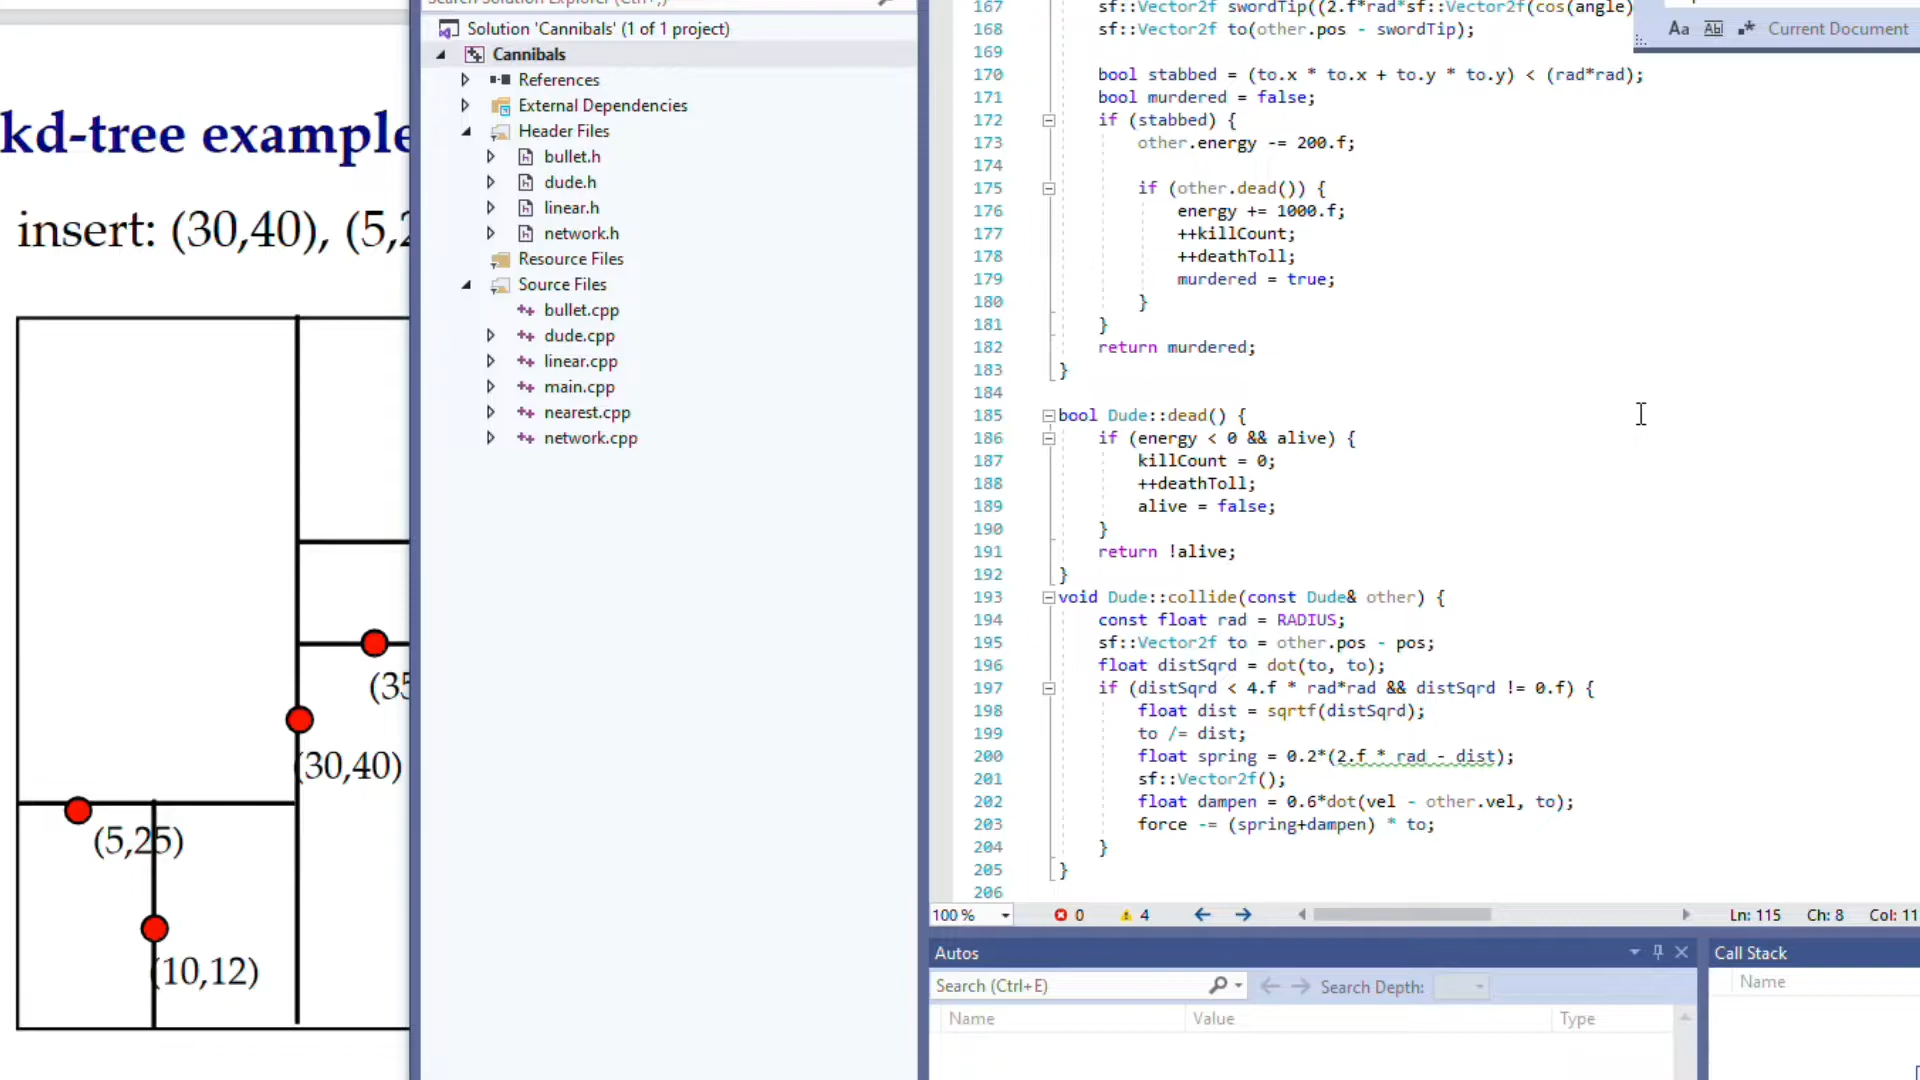 kd-tree example
insert: (30,40), (5,2
(35
(30,40)
(5,25)
(10,12)
Search Solution Explorer (Ctrl+;)
Solution 'Cannibals' (1 of 1 project)
Cannibals
References
External Dependencies
Header Files
bullet.h
dude.h
linear.h
network.h
Resource Files
Source Files
bullet.cpp
dude.cpp
linear.cpp
main.cpp
nearest.cpp
network.cpp
167 sf::Vector2f swordTip((2.f*rad*sf::Vector2f(cos(angle)
168 sf::Vector2f to(other.pos - swordTip);
169
170 bool stabbed = (to.x * to.x + to.y * to.y) < (rad*rad);
171 bool murdered = false;
172 if (stabbed) {
173 other.energy -= 200.f;
174
175 if (other.dead()) {
176 energy += 1000.f;
177 ++killCount;
178 ++deathToll;
179 murdered = true;
180 }
181 }
182 return murdered;
183 }
184
185 bool Dude::dead() {
186 if (energy < 0 && alive) {
187 killCount = 0;
188 ++deathToll;
189 alive = false;
190 }
191 return !alive;
192 }
193 void Dude::collide(const Dude& other) {
194 const float rad = RADIUS;
195 sf::Vector2f to = other.pos - pos;
196 float distSqrd = dot(to, to);
197 if (distSqrd < 4.f * rad*rad && distSqrd != 0.f) {
198 float dist = sqrtf(distSqrd);
199 to /= dist;
200 float spring = 0.2*(2.f * rad - dist);
201 sf::Vector2f();
202 float dampen = 0.6*dot(vel - other.vel, to);
203 force -= (spring+dampen) * to;
204 }
205 }
206
Aa Ab .* Current Document
100 % 0 4 Ln: 115 Ch: 8 Col: 11
Autos
Search (Ctrl+E) Search Depth:
Name Value Type
Call Stack
Name